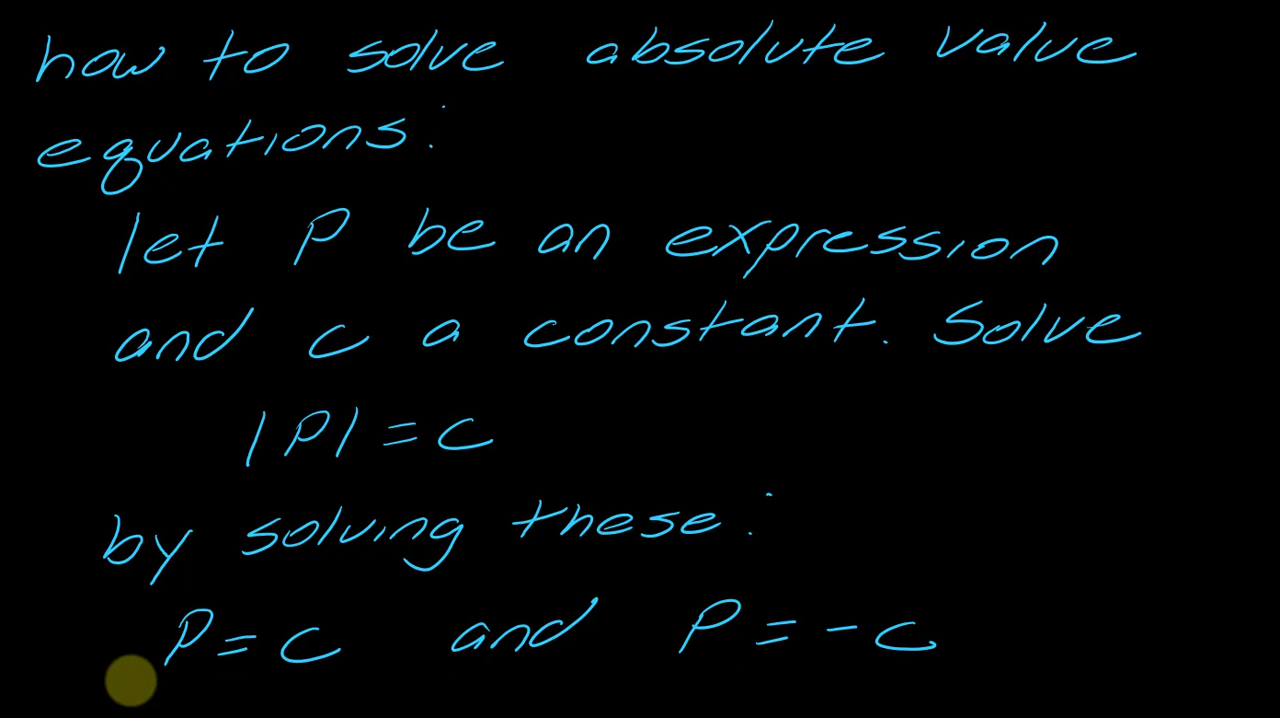 how to solve absolute value
equations:
let P be an expression
and c a constant. Solve
|P| = c
by solving these:
P = c and P = -c